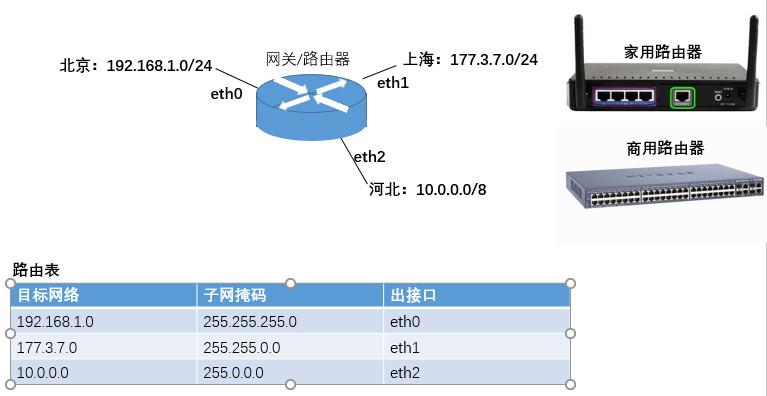 网关/路由器
北京：192.168.1.0/24
上海：177.3.7.0/24
eth0
eth1
eth2
河北：10.0.0.0/8
家用路由器
商用路由器
路由表
目标网络 子网掩码 出接口
192.168.1.0 255.255.255.0 eth0
177.3.7.0 255.255.0.0 eth1
10.0.0.0 255.0.0.0 eth2